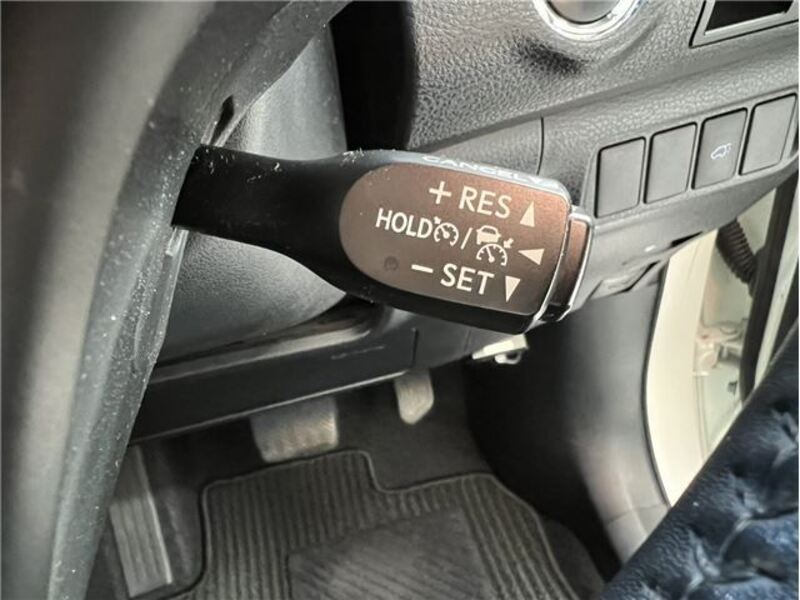 CANCEL
+ RES ▲
HOLD / ◀
− SET ▼